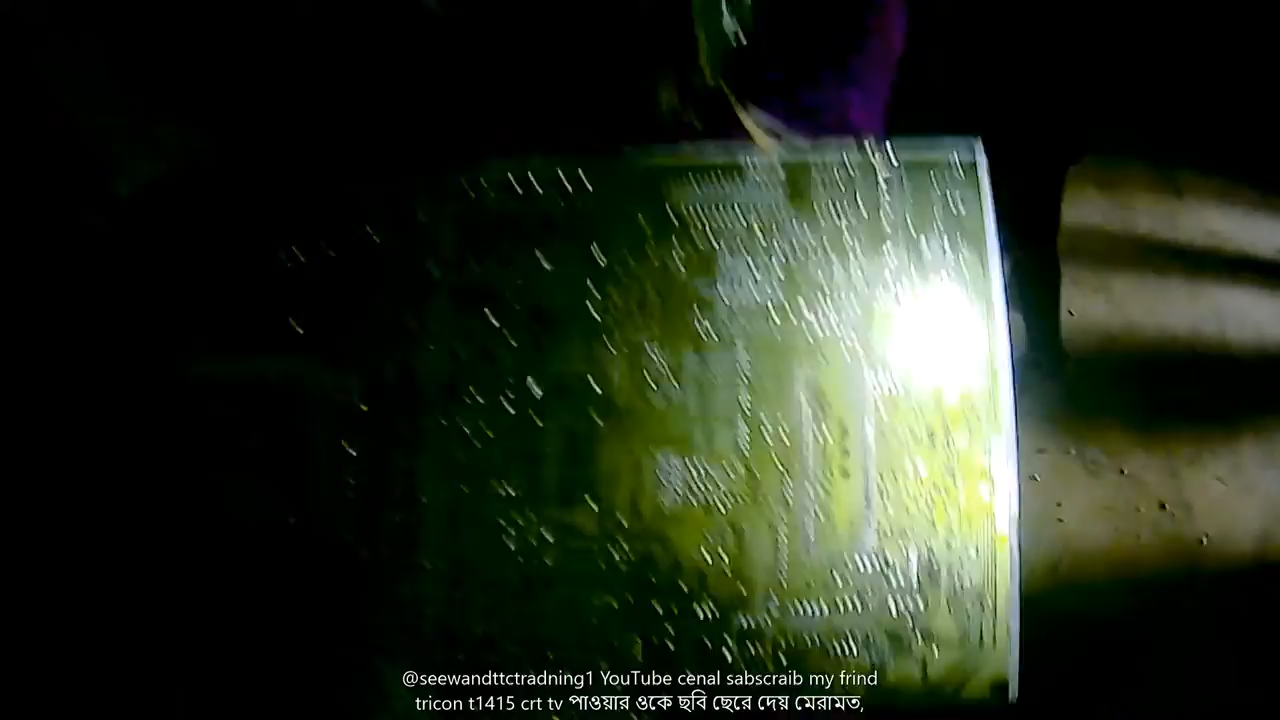 @seewandttctradning1 YouTube cenal sabscraib my frind
tricon t1415 crt tv পাওয়ার ওকে ছবি ছেরে দেয় মেরামত,